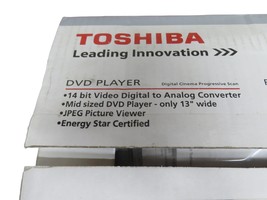 TOSHIBA
Leading Innovation >>>
DVD PLAYER Digital Cinema Progressive Scan
•14 bit Video Digital to Analog Converter
•Mid sized DVD Player - only 13" wide
•JPEG Picture Viewer
•Energy Star Certified